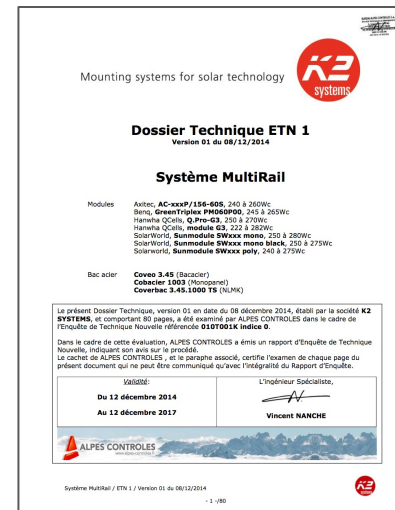 Mounting systems for solar technology
K2
systems
Dossier Technique ETN 1
Version 01 du 08/12/2014
Système MultiRail
Modules
Axitec, AC-xxxP/156-60S, 240 à 260Wc
Benq, GreenTriplex PM060P00, 245 à 265Wc
Hanwha QCells, Q.Pro-G3, 250 à 270Wc
Hanwha QCells, module G3, 222 à 282Wc
SolarWorld, Sunmodule SWxxx mono, 250 à 280Wc
SolarWorld, Sunmodule SWxxx mono black, 250 à 275Wc
Solarworld, Sunmodule SWxxx poly, 240 à 275Wc
Bac acier
Coveo 3.45 (Bacacier)
Cobacier 1003 (Monopanel)
Coverbac 3.45.1000 TS (NLMK)
Le présent Dossier Technique, version 01 en date du 08 décembre 2014, établi par la société K2
SYSTEMS, et comportant 80 pages, a été examiné par ALPES CONTROLES dans le cadre de
l'Enquête de Technique Nouvelle référencée 010T001K indice 0.
Dans le cadre de cette évaluation, ALPES CONTROLES a émis un rapport d'Enquête de Technique
Nouvelle, indiquant son avis sur le procédé.
Le cachet de ALPES CONTROLES , et le paraphe associé, certifie l'examen de chaque page du
présent document qui ne peut être communiqué qu'avec l'intégralité du Rapport d'Enquête.
Validité:
Du 12 décembre 2014
Au 12 décembre 2017
L'ingénieur Spécialiste,
Vincent NANCHE
ALPES CONTROLES
www.alpes-controles.fr
Système MultiRail / ETN 1 / Version 01 du 08/12/2014
K2
- 1 -/80